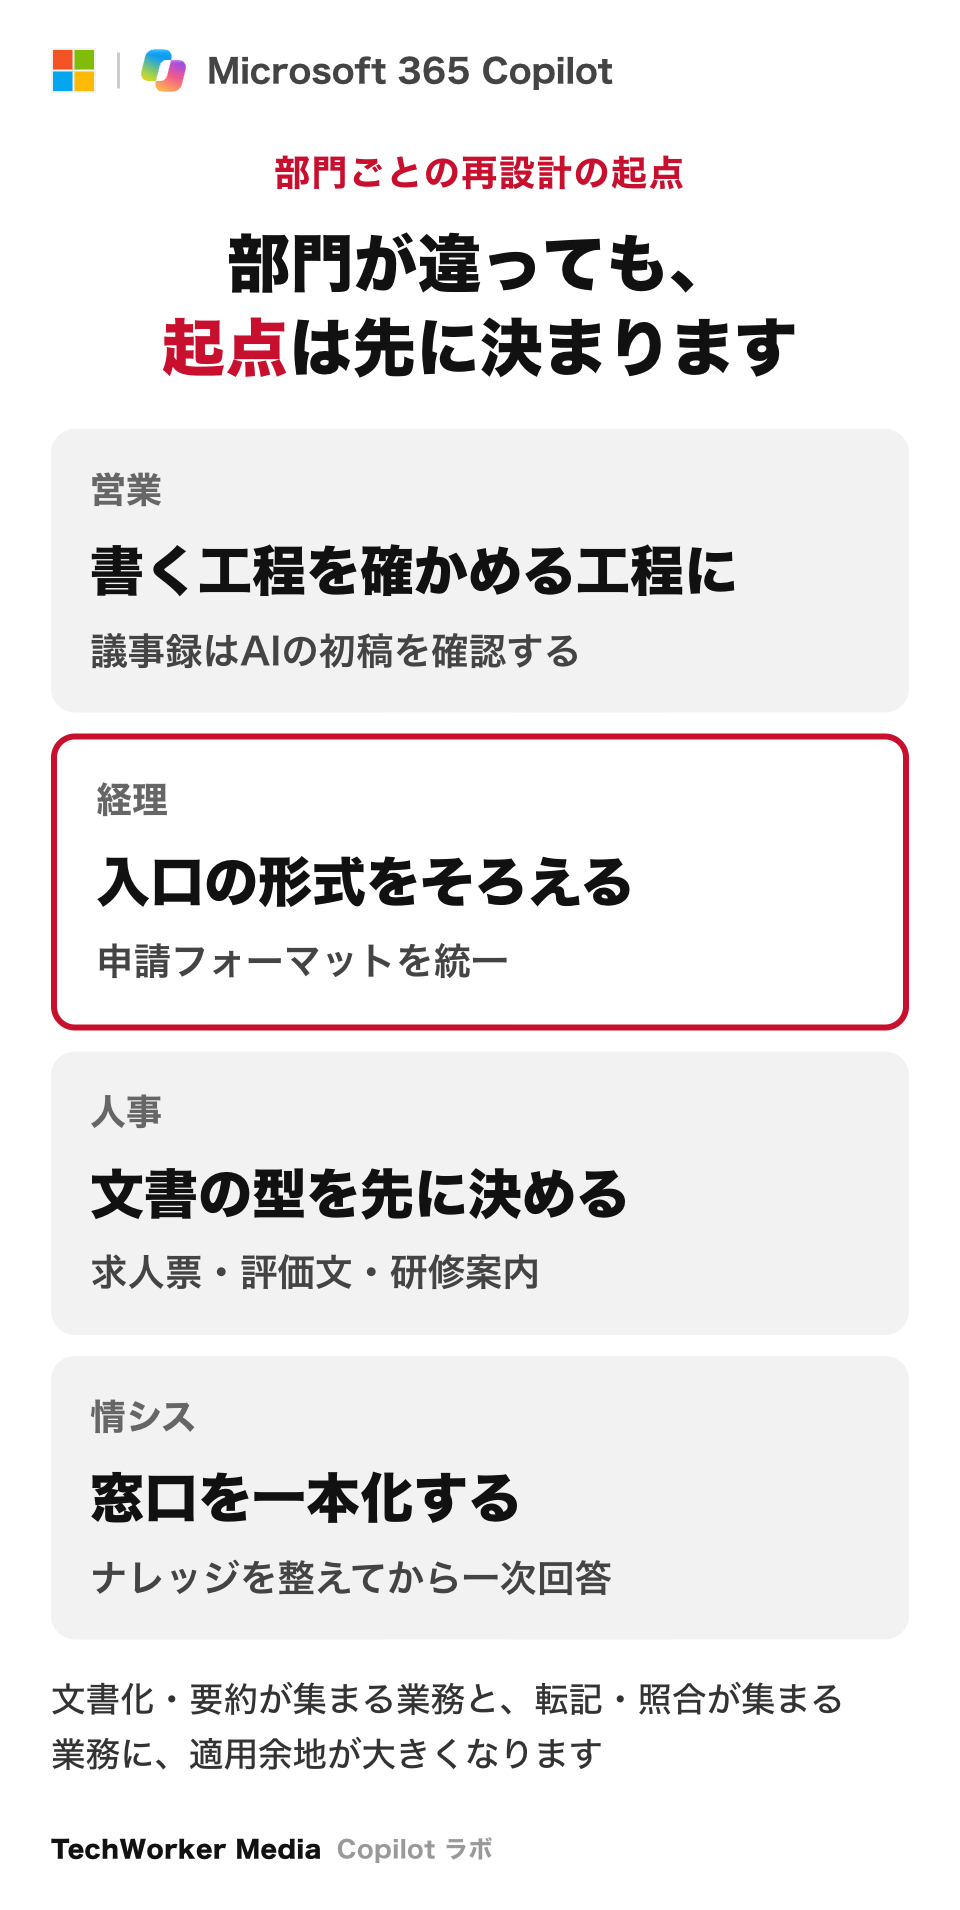 Microsoft 365 Copilot
部門ごとの再設計の起点
部門が違っても、
起点は先に決まります
営業
書く工程を確かめる工程に
議事録はAIの初稿を確認する
経理
入口の形式をそろえる
申請フォーマットを統一
人事
文書の型を先に決める
求人票・評価文・研修案内
情シス
窓口を一本化する
ナレッジを整えてから一次回答
文書化・要約が集まる業務と、転記・照合が集まる
業務に、適用余地が大きくなります
TechWorker Media Copilot ラボ